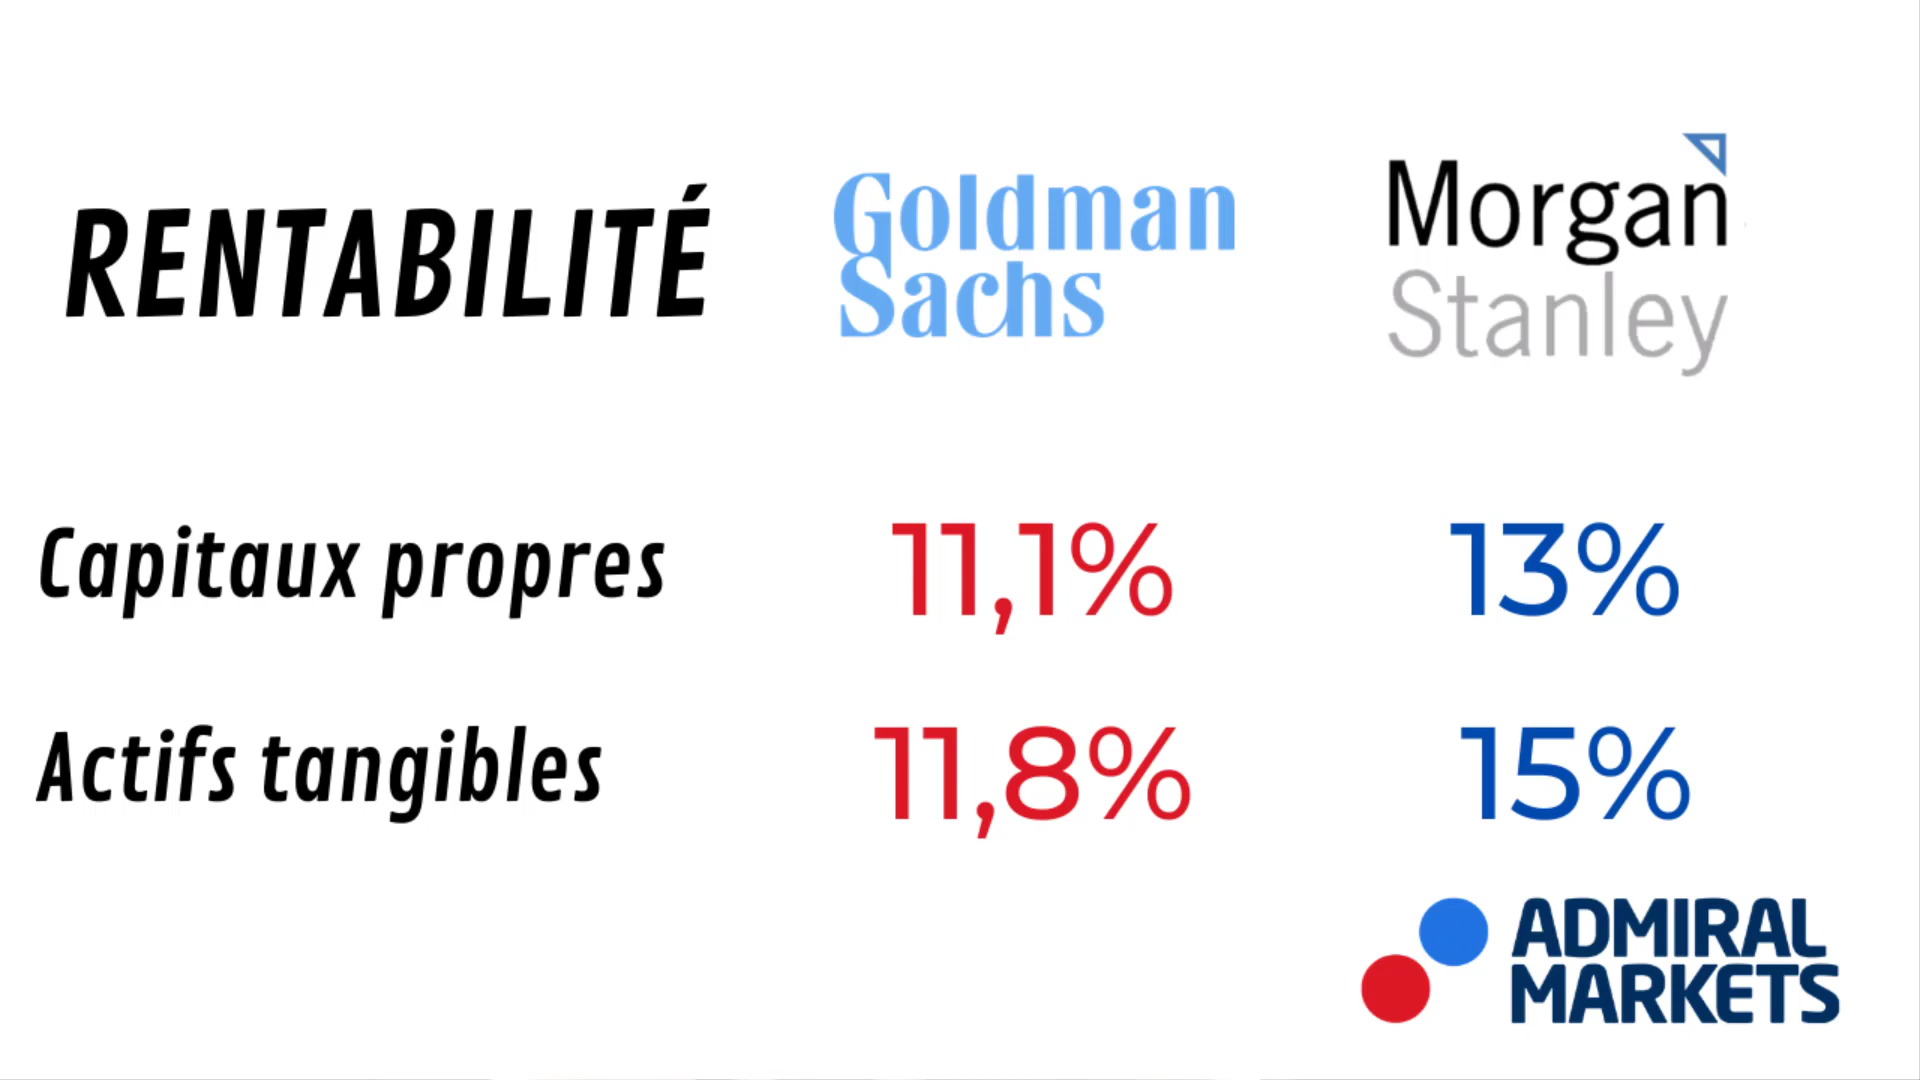 RENTABILITÉ
Goldman
Sachs
Morgan
Stanley
Capitaux propres 11,1% 13%
Actifs tangibles 11,8% 15%
ADMIRAL
MARKETS